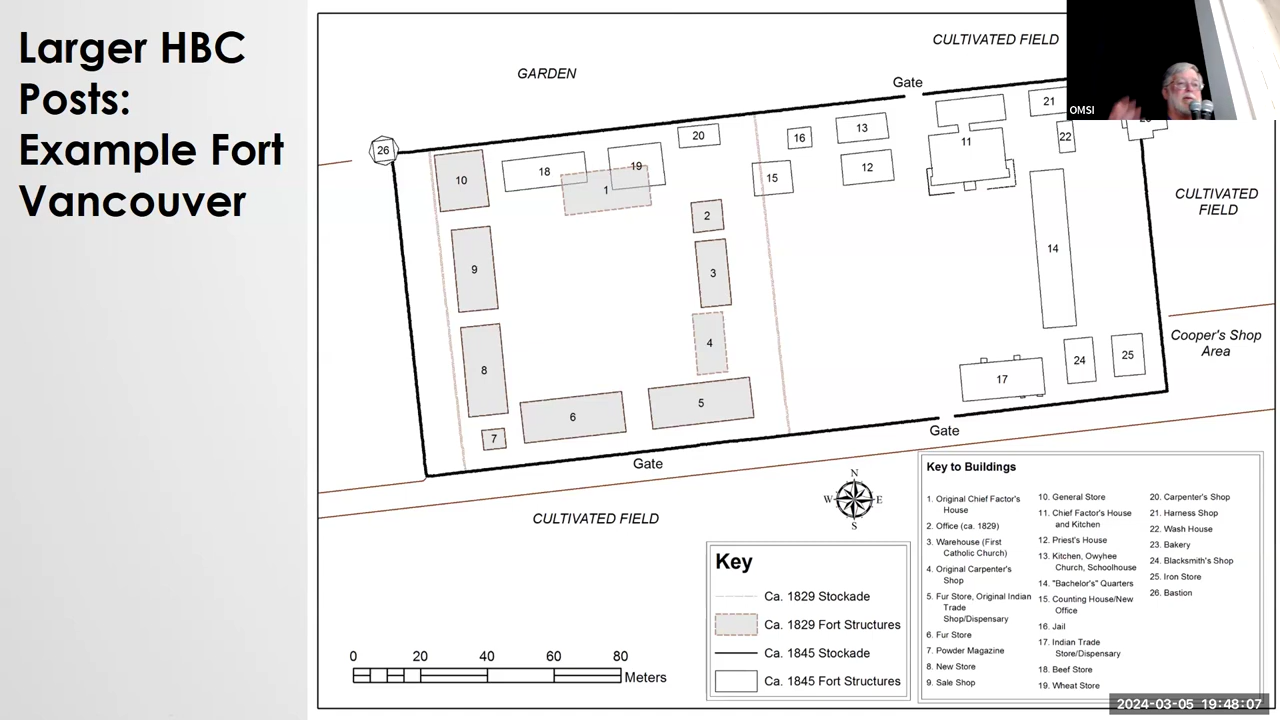 Larger HBC
Posts:
Example Fort
Vancouver
CULTIVATED FIELD
GARDEN
Gate
OMSI
26
10
18
19
1
20
16
13
15
12
11
21
22
2
9
3
14
CULTIVATED
FIELD
4
8
Cooper's Shop
Area
24
25
17
5
6
7
Gate
Gate
CULTIVATED FIELD
N
W
E
S
Key
Ca. 1829 Stockade
Ca. 1829 Fort Structures
Ca. 1845 Stockade
Ca. 1845 Fort Structures
0 20 40 60 80
Meters
Key to Buildings
1. Original Chief Factor's
House
2. Office (ca. 1829)
3. Warehouse (First
Catholic Church)
4. Original Carpenter's
Shop
5. Fur Store, Original Indian
Trade
Shop/Dispensary
6. Fur Store
7. Powder Magazine
8. New Store
9. Sale Shop
10. General Store
11. Chief Factor's House
and Kitchen
12. Priest's House
13. Kitchen, Owyhee
Church, Schoolhouse
14. "Bachelor's" Quarters
15. Counting House/New
Office
16. Jail
17. Indian Trade
Store/Dispensary
18. Beef Store
19. Wheat Store
20. Carpenter's Shop
21. Harness Shop
22. Wash House
23. Bakery
24. Blacksmith's Shop
25. Iron Store
26. Bastion
2024-03-05 19:48:07